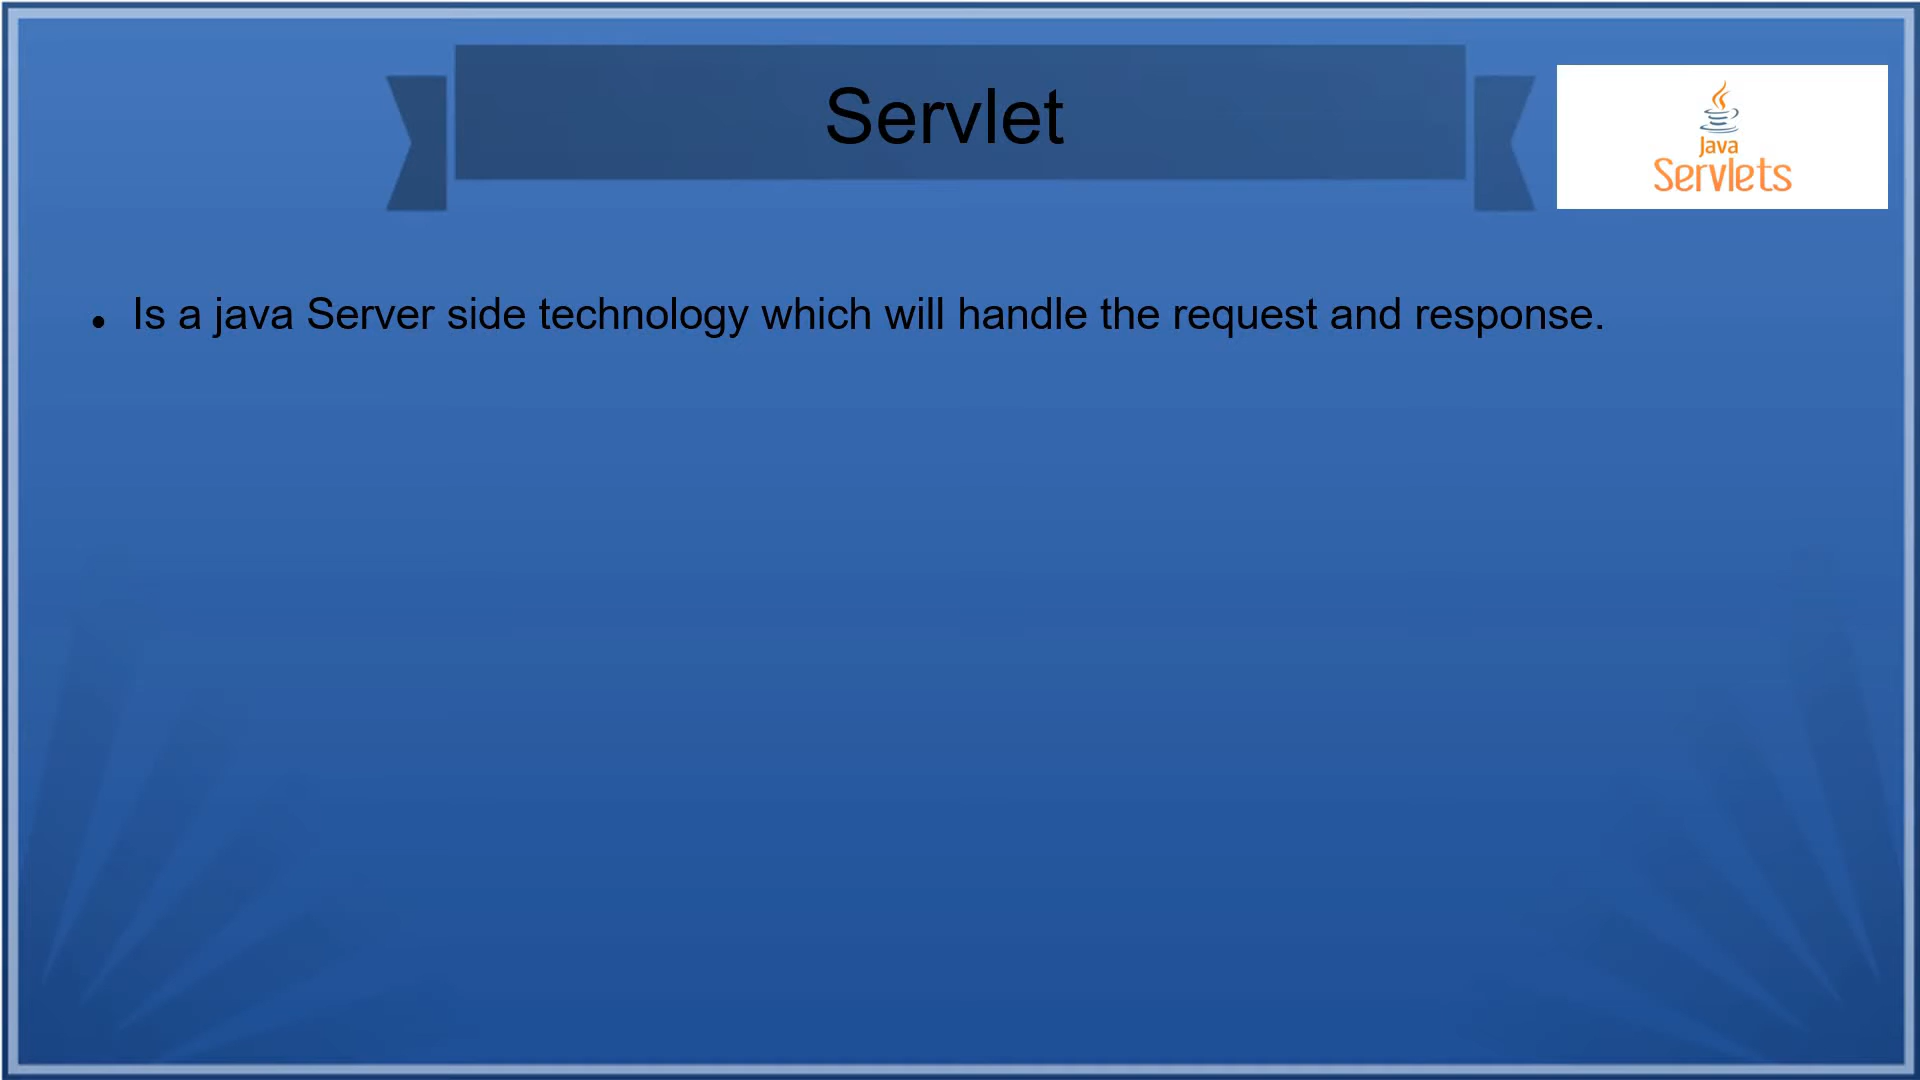 Servlet
Java
Servlets
Is a java Server side technology which will handle the request and response.